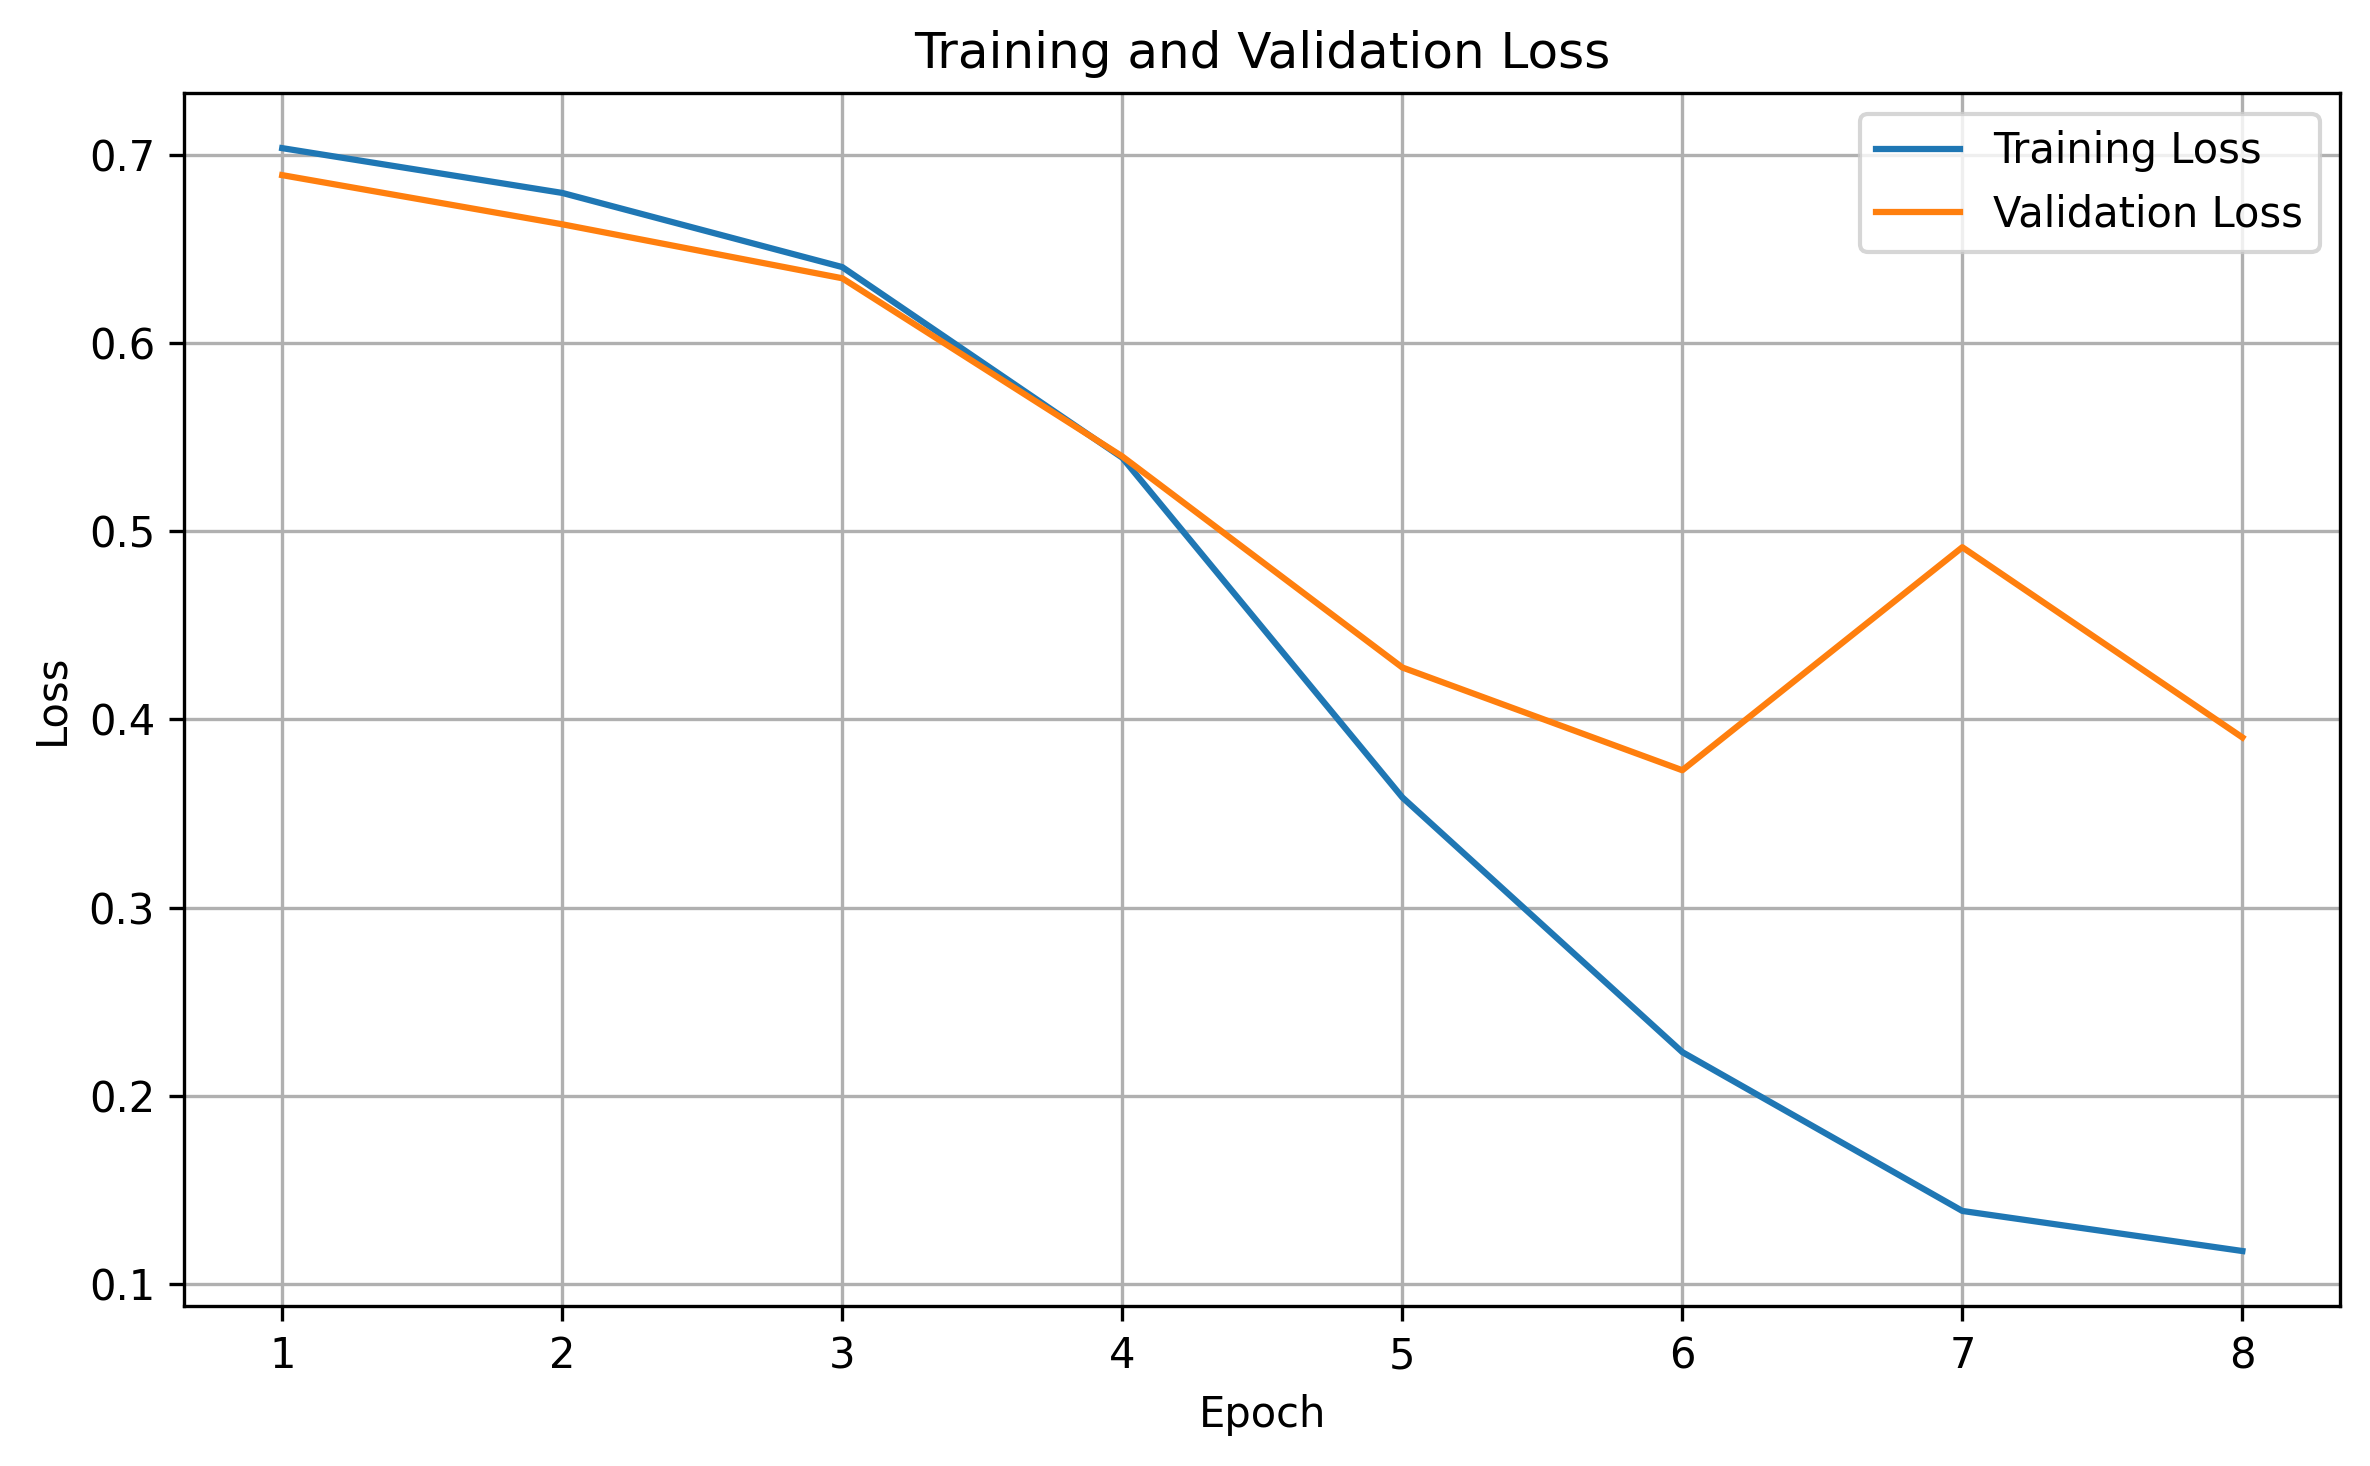 Training and Validation Loss
Training Loss
Validation Loss
0.7
0.6
0.5
0.4
0.3
0.2
0.1
Loss
1 2 3 4 5 6 7 8
Epoch